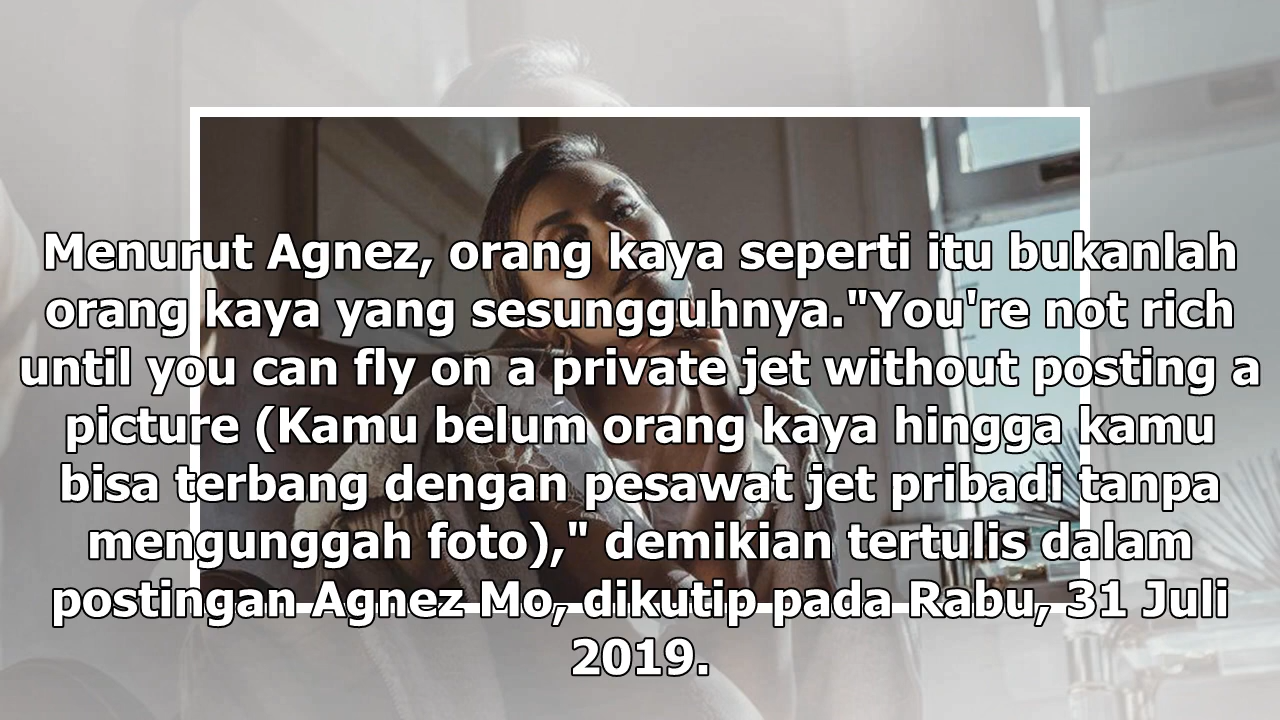 Menurut Agnez, orang kaya seperti itu bukanlah
orang kaya yang sesungguhnya."You're not rich
until you can fly on a private jet without posting a
picture (Kamu belum orang kaya hingga kamu
bisa terbang dengan pesawat jet pribadi tanpa
mengunggah foto)," demikian tertulis dalam
postingan Agnez Mo, dikutip pada Rabu, 31 Juli
2019.